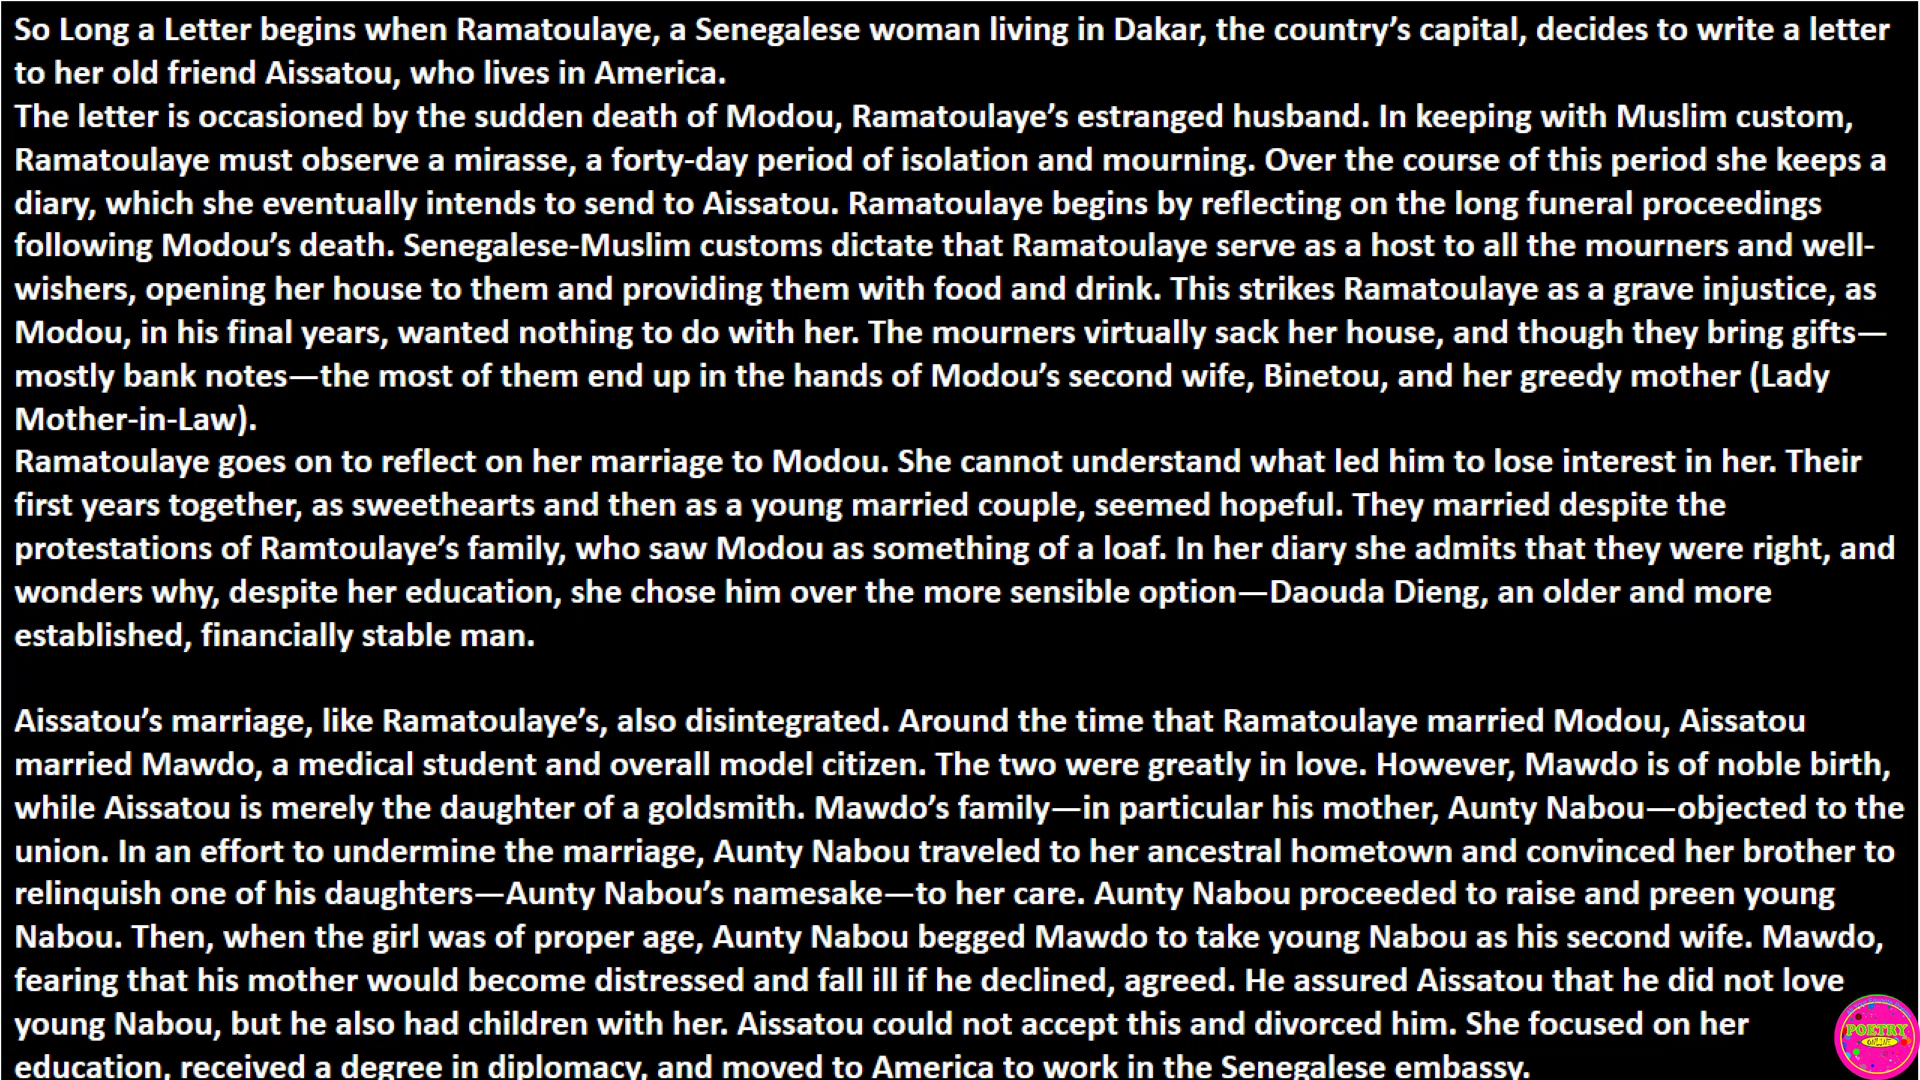 So Long a Letter begins when Ramatoulaye, a Senegalese woman living in Dakar, the country’s capital, decides to write a letter
to her old friend Aissatou, who lives in America.
The letter is occasioned by the sudden death of Modou, Ramatoulaye’s estranged husband. In keeping with Muslim custom,
Ramatoulaye must observe a mirasse, a forty-day period of isolation and mourning. Over the course of this period she keeps a
diary, which she eventually intends to send to Aissatou. Ramatoulaye begins by reflecting on the long funeral proceedings
following Modou’s death. Senegalese-Muslim customs dictate that Ramatoulaye serve as a host to all the mourners and well-
wishers, opening her house to them and providing them with food and drink. This strikes Ramatoulaye as a grave injustice, as
Modou, in his final years, wanted nothing to do with her. The mourners virtually sack her house, and though they bring gifts—
mostly bank notes—the most of them end up in the hands of Modou’s second wife, Binetou, and her greedy mother (Lady
Mother-in-Law).
Ramatoulaye goes on to reflect on her marriage to Modou. She cannot understand what led him to lose interest in her. Their
first years together, as sweethearts and then as a young married couple, seemed hopeful. They married despite the
protestations of Ramtoulaye’s family, who saw Modou as something of a loaf. In her diary she admits that they were right, and
wonders why, despite her education, she chose him over the more sensible option—Daouda Dieng, an older and more
established, financially stable man.
Aissatou’s marriage, like Ramatoulaye’s, also disintegrated. Around the time that Ramatoulaye married Modou, Aissatou
married Mawdo, a medical student and overall model citizen. The two were greatly in love. However, Mawdo is of noble birth,
while Aissatou is merely the daughter of a goldsmith. Mawdo’s family—in particular his mother, Aunty Nabou—objected to the
union. In an effort to undermine the marriage, Aunty Nabou traveled to her ancestral hometown and convinced her brother to
relinquish one of his daughters—Aunty Nabou’s namesake—to her care. Aunty Nabou proceeded to raise and preen young
Nabou. Then, when the girl was of proper age, Aunty Nabou begged Mawdo to take young Nabou as his second wife. Mawdo,
fearing that his mother would become distressed and fall ill if he declined, agreed. He assured Aissatou that he did not love
young Nabou, but he also had children with her. Aissatou could not accept this and divorced him. She focused on her
education, received a degree in diplomacy, and moved to America to work in the Senegalese embassy.
POETRY